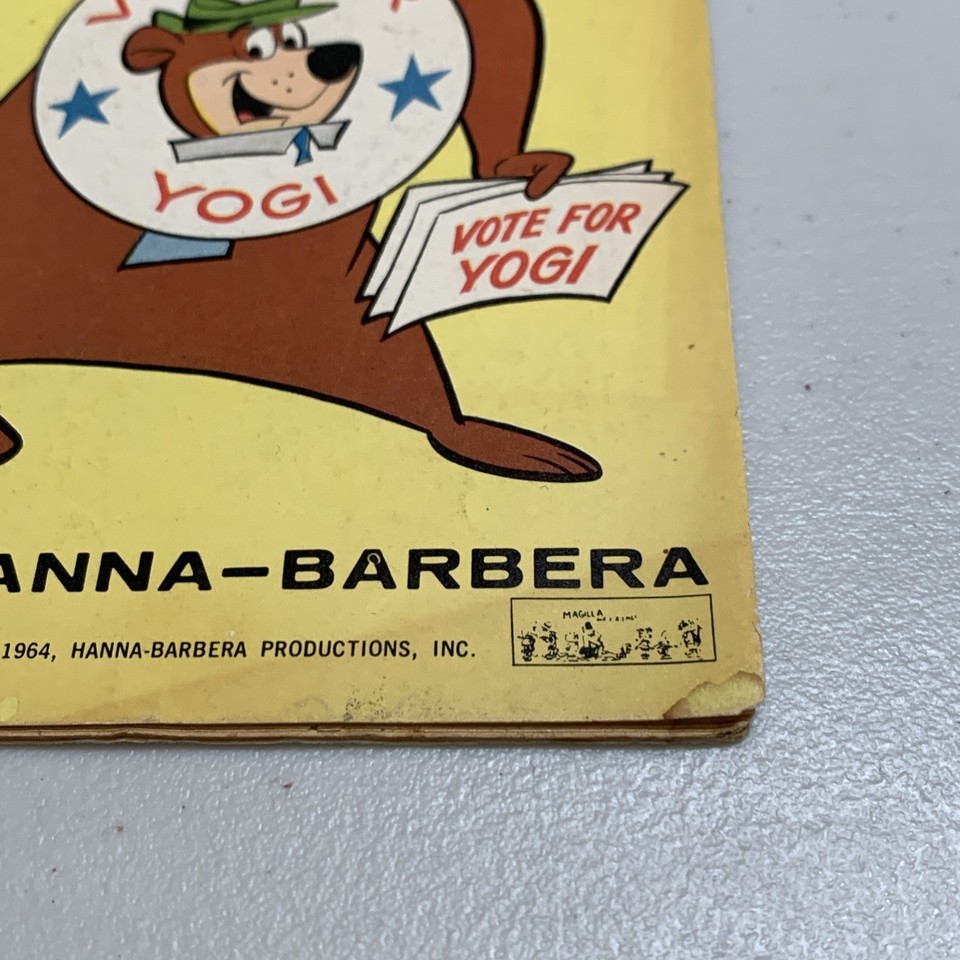 YOGI
VOTE FOR
YOGI
ANNA-BARBERA
MAGILLA
1964, HANNA-BARBERA PRODUCTIONS, INC.